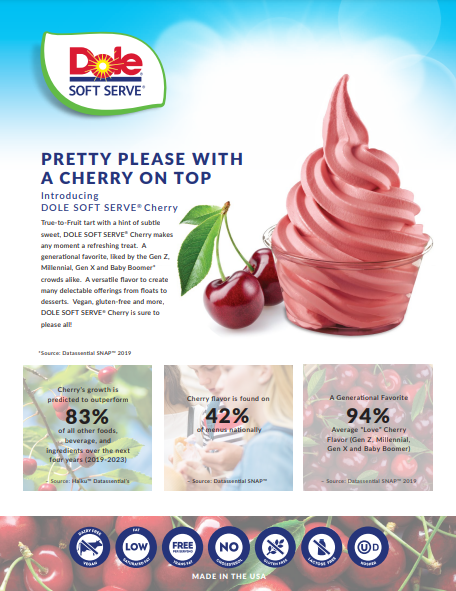 Dole
SOFT SERVE®
PRETTY PLEASE WITH
A CHERRY ON TOP
Introducing
DOLE SOFT SERVE® Cherry
True-to-Fruit tart with a hint of subtle
sweet, DOLE SOFT SERVE® Cherry makes
any moment a refreshing treat. A
generational favorite, liked by the Gen Z,
Millennial, Gen X and Baby Boomer*
crowds alike. A versatile flavor to create
many delectable offerings from floats to
desserts. Vegan, gluten-free and more,
DOLE SOFT SERVE® Cherry is sure to
please all!
*Source: Datassential SNAP™ 2019
Cherry's growth is
predicted to outperform
83%
of all other foods,
beverage, and
ingredients over the next
four years (2019-2023)
– Source: Haiku™ Datassential's
Cherry flavor is found on
42%
of menus nationally
– Source: Datassential SNAP™
A Generational Favorite
94%
Average "Love" Cherry
Flavor (Gen Z, Millennial,
Gen X and Baby Boomer)
– Source: Datassential SNAP™ 2019
DAIRY FREE
VEGAN
FAT
LOW
SATURATED FAT
FREE
PER SERVING
TRANS FAT
NO
CHOLESTEROL
GLUTEN FREE
LACTOSE FREE
U D
KOSHER
MADE IN THE USA